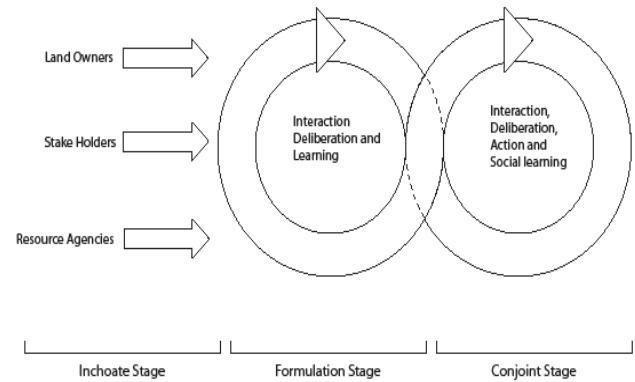 Land Owners
Stake Holders
Resource Agencies
Interaction
Deliberation and
Learning
Interaction,
Deliberation,
Action and
Social learning
Inchoate Stage
Formulation Stage
Conjoint Stage